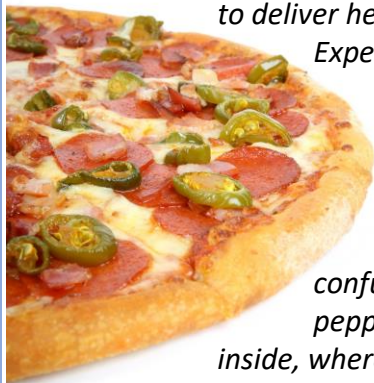 to deliver he
Expe
confu
pepp
inside, wher